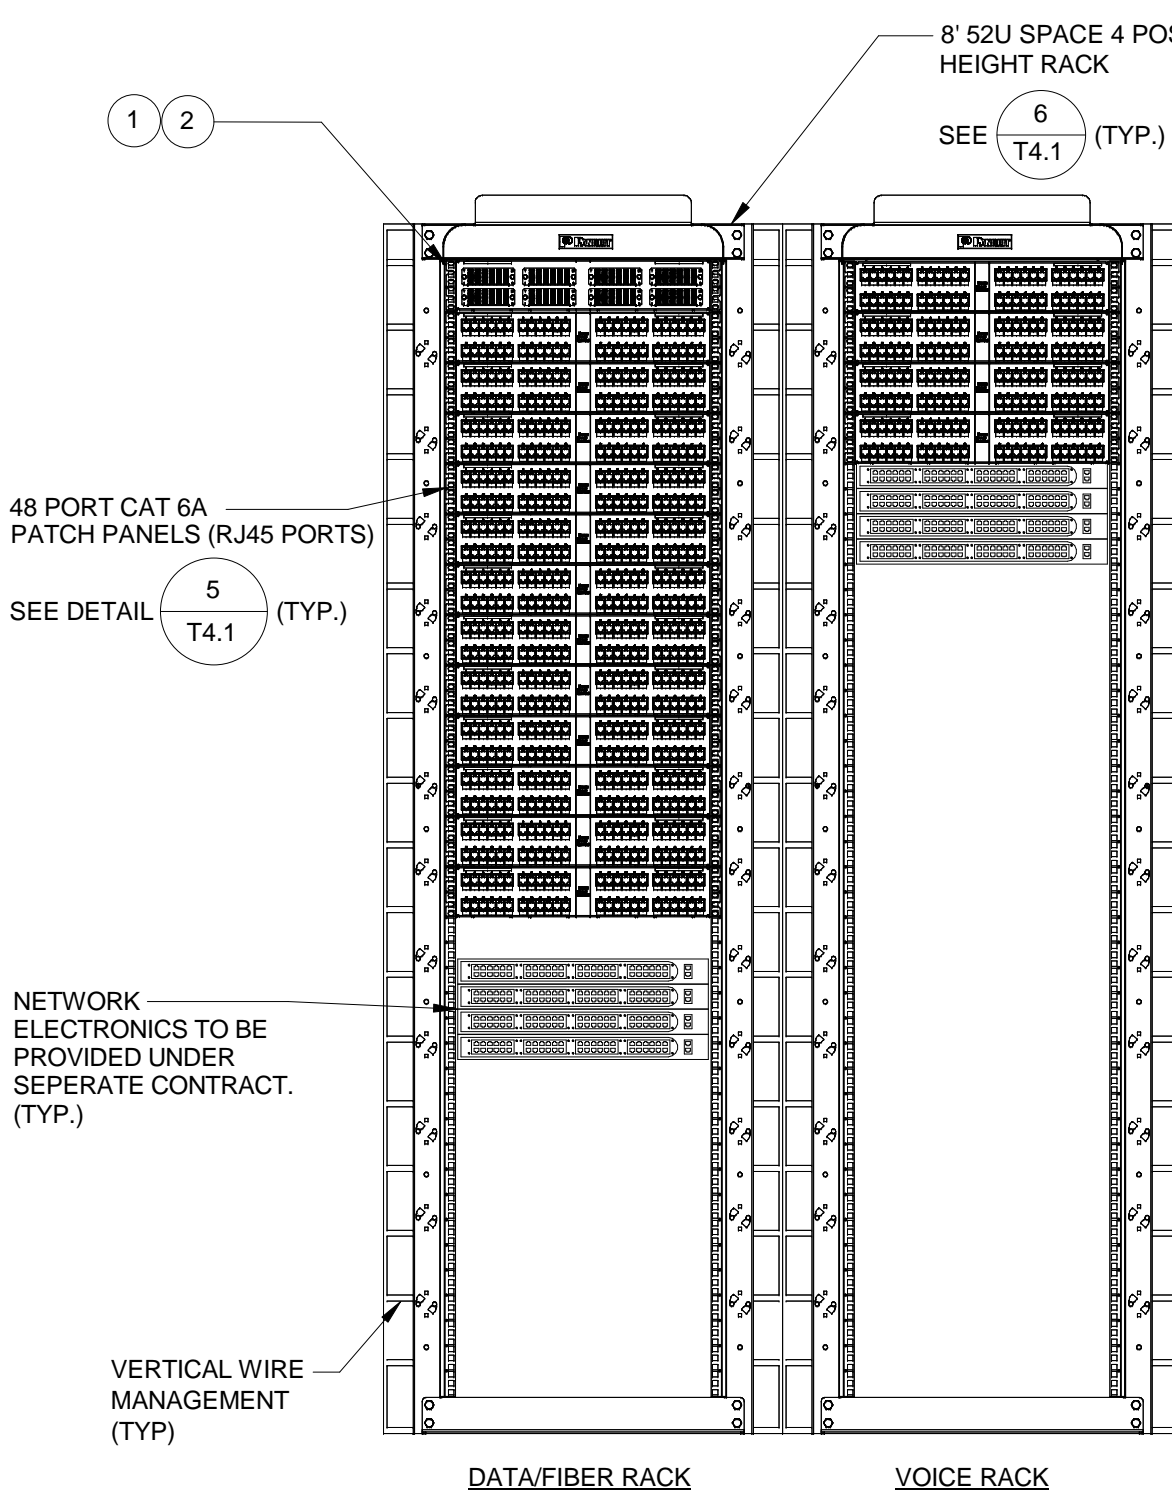 8' 52U SPACE 4 POS
HEIGHT RACK
1 2
SEE 6 (TYP.)
T4.1
PANDUIT PANDUIT
48 PORT CAT 6A
PATCH PANELS (RJ45 PORTS)
SEE DETAIL 5 (TYP.)
T4.1
NETWORK
ELECTRONICS TO BE
PROVIDED UNDER
SEPERATE CONTRACT.
(TYP.)
VERTICAL WIRE
MANAGEMENT
(TYP)
DATA/FIBER RACK VOICE RACK